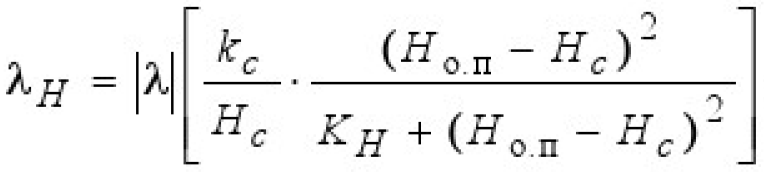 λ_H = |λ| [ k_c / H_c · (H_о.п − H_c)^2 / (K_H + (H_о.п − H_c)^2) ]